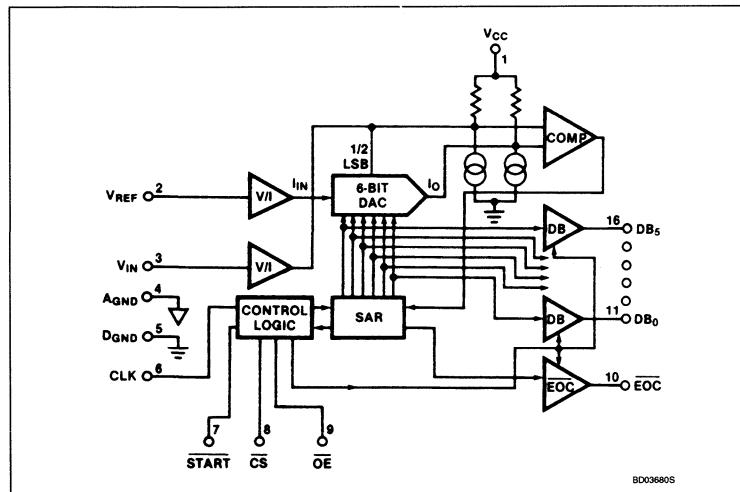 VCC
1
1/2
LSB
COMP
VREF
2
V/I
IIN
6-BIT
DAC
IO
DB
16
DB5
VIN
3
V/I
AGND
4
CONTROL
LOGIC
SAR
DB
11
DB0
DGND
5
CLK
6
EOC
10
EOC
7
START
8
CS
9
OE
BD03680S